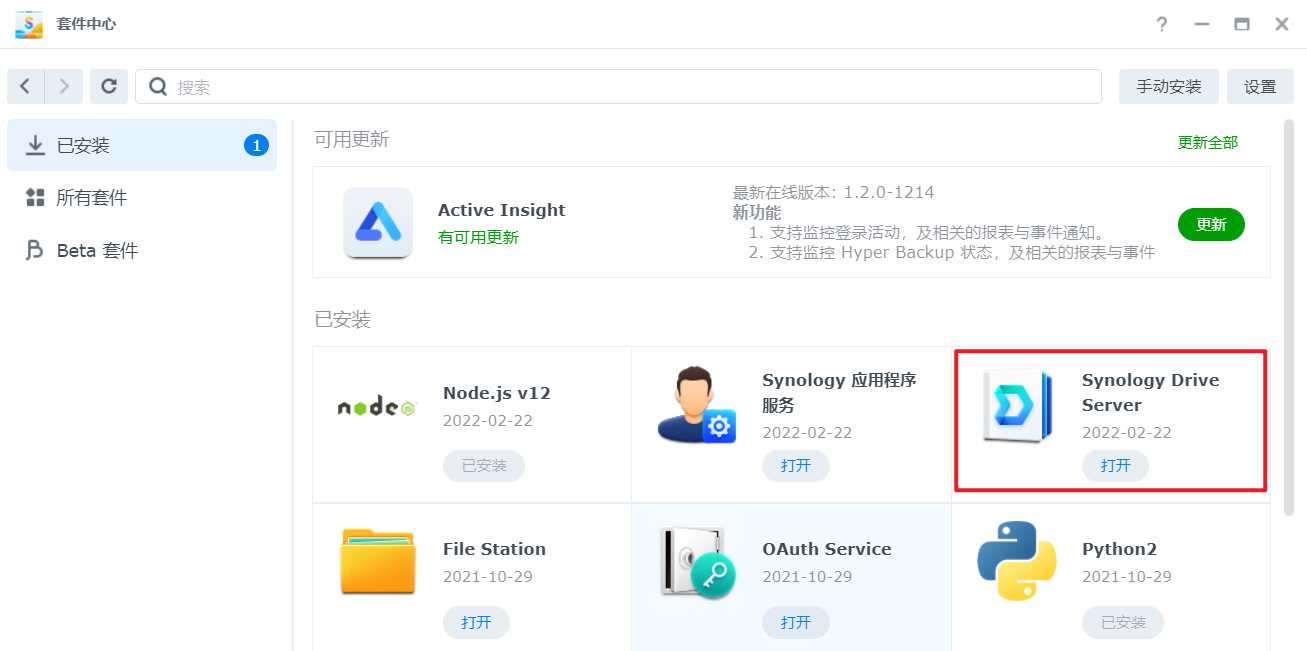 套件中心
搜索
手动安装
设置
已安装
1
所有套件
Beta 套件
可用更新
更新全部
Active Insight
有可用更新
最新在线版本：1.2.0-1214
新功能
1. 支持监控登录活动，及相关的报表与事件通知。
2. 支持监控 Hyper Backup 状态，及相关的报表与事件
更新
已安装
node
JS
Node.js v12
2022-02-22
已安装
Synology 应用程序
服务
2022-02-22
打开
Synology Drive
Server
2022-02-22
打开
File Station
2021-10-29
打开
OAuth Service
2021-10-29
打开
Python2
2021-10-29
已安装